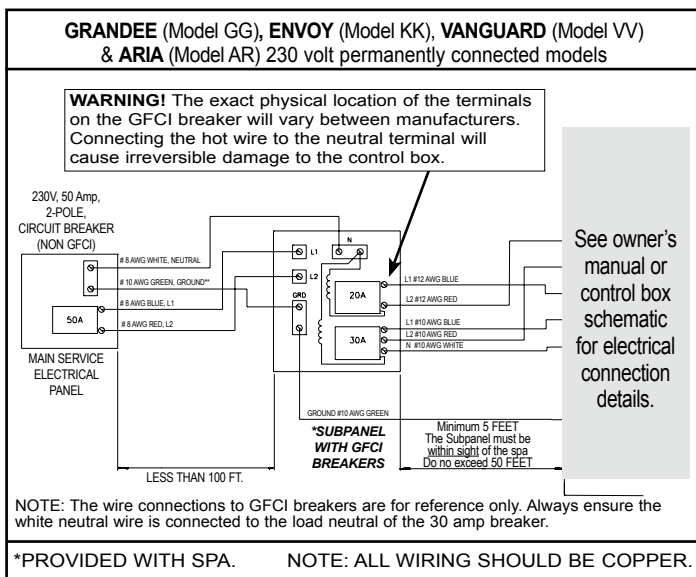 GRANDEE (Model GG), ENVOY (Model KK), VANGUARD (Model VV)
& ARIA (Model AR) 230 volt permanently connected models
WARNING! The exact physical location of the terminals
on the GFCI breaker will vary between manufacturers.
Connecting the hot wire to the neutral terminal will
cause irreversible damage to the control box.
230V, 50 Amp,
2-POLE,
CIRCUIT BREAKER
(NON GFCI)
# 8 AWG WHITE, NEUTRAL
# 10 AWG GREEN, GROUND**
# 8 AWG BLUE, L1
# 8 AWG RED, L2
50A
MAIN SERVICE
ELECTRICAL
PANEL
N
L1
L2
GRD
20A
30A
L1 #12 AWG BLUE
L2 #12 AWG RED
L1 #10 AWG BLUE
L2 #10 AWG RED
N #10 AWG WHITE
GROUND #10 AWG GREEN
*SUBPANEL
WITH GFCI
BREAKERS
LESS THAN 100 FT.
Minimum 5 FEET
The Subpanel must be
within sight of the spa
Do no exceed 50 FEET
See owner's
manual or
control box
schematic
for electrical
connection
details.
NOTE: The wire connections to GFCI breakers are for reference only. Always ensure the
white neutral wire is connected to the load neutral of the 30 amp breaker.
*PROVIDED WITH SPA. NOTE: ALL WIRING SHOULD BE COPPER.